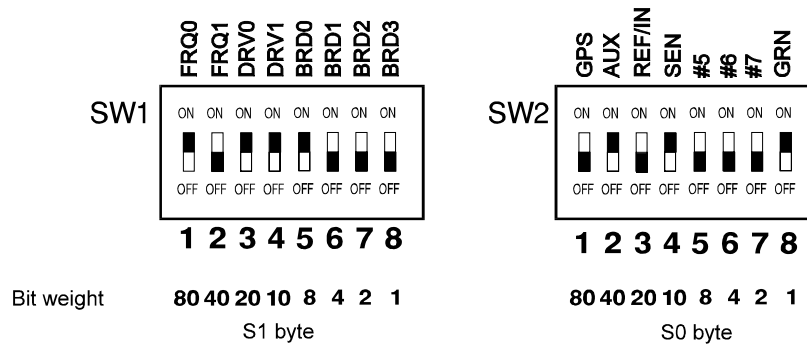 FRQ0 FRQ1 DRV0 DRV1 BRD0 BRD1 BRD2 BRD3
SW1
ON ON ON ON ON ON ON ON
OFF OFF OFF OFF OFF OFF OFF OFF
1 2 3 4 5 6 7 8
GPS AUX REF/IN SEN #5 #6 #7 GRN
SW2
ON ON ON ON ON ON ON ON
OFF OFF OFF OFF OFF OFF OFF OFF
1 2 3 4 5 6 7 8
Bit weight 80 40 20 10 8 4 2 1
S1 byte
80 40 20 10 8 4 2 1
S0 byte